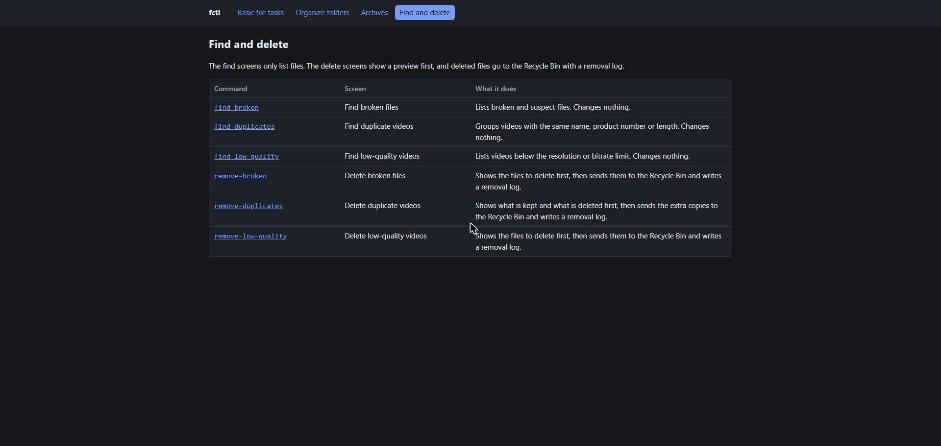 fctl Basic file tasks Organize folders Archives Find and delete
Find and delete
The find screens only list files. The delete screens show a preview first, and deleted files go to the Recycle Bin with a removal log.
Command Screen What it does
find-broken Find broken files Lists broken and suspect files. Changes nothing.
find-duplicates Find duplicate videos Groups videos with the same name, product number or length. Changes
nothing.
find-low-quality Find low-quality videos Lists videos below the resolution or bitrate limit. Changes nothing.
remove-broken Delete broken files Shows the files to delete first, then sends them to the Recycle Bin and writes
a removal log.
remove-duplicates Delete duplicate videos Shows what is kept and what is deleted first, then sends the extra copies to
the Recycle Bin and writes a removal log.
remove-low-quality Delete low-quality videos Shows the files to delete first, then sends them to the Recycle Bin and writes
a removal log.